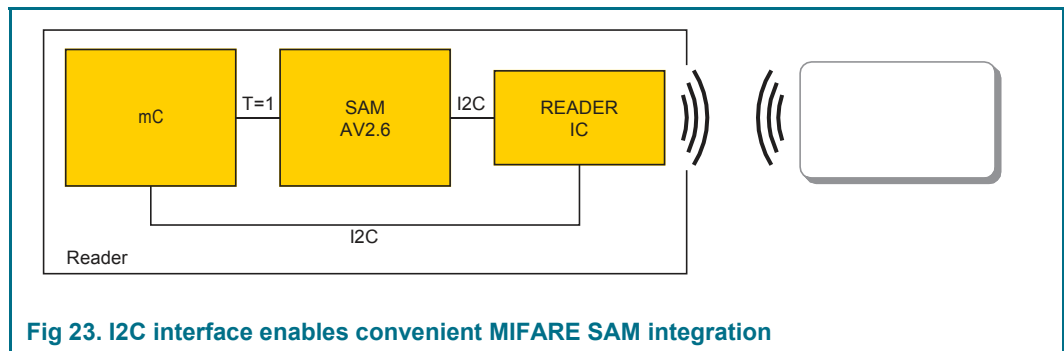 mC
T=1
SAM
AV2.6
I2C
READER
IC
I2C
Reader
Fig 23. I2C interface enables convenient MIFARE SAM integration